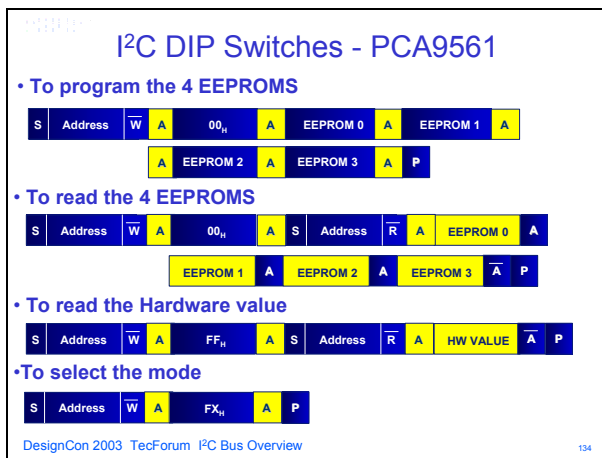 I²C DIP Switches - PCA9561
• To program the 4 EEPROMS
S Address W̅ A 00H A EEPROM 0 A EEPROM 1 A
A EEPROM 2 A EEPROM 3 A P
• To read the 4 EEPROMS
S Address W̅ A 00H A S Address R̅ A EEPROM 0 A
EEPROM 1 A EEPROM 2 A EEPROM 3 A̅ P
• To read the Hardware value
S Address W̅ A FFH A S Address R̅ A HW VALUE A̅ P
•To select the mode
S Address W̅ A FXH A P
DesignCon 2003 TecForum I²C Bus Overview 134